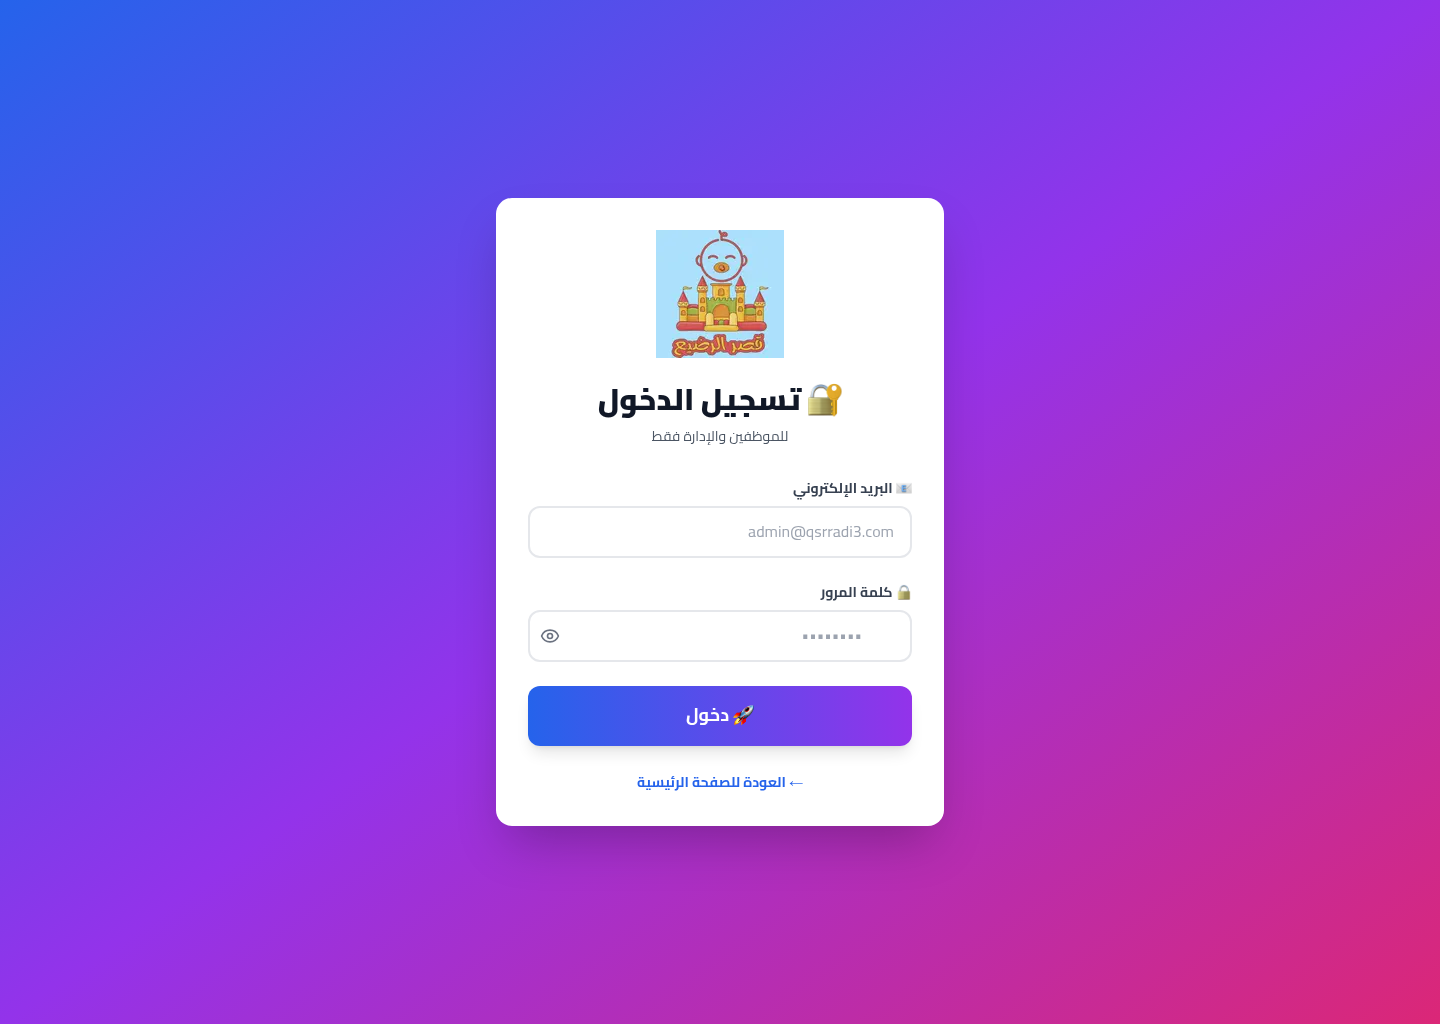 قصر الرضيع
🔐 تسجيل الدخول
للموظفين والإدارة فقط
📧 البريد الإلكتروني
admin@qsrradi3.com
🔒 كلمة المرور
••••••••
🚀 دخول
← العودة للصفحة الرئيسية